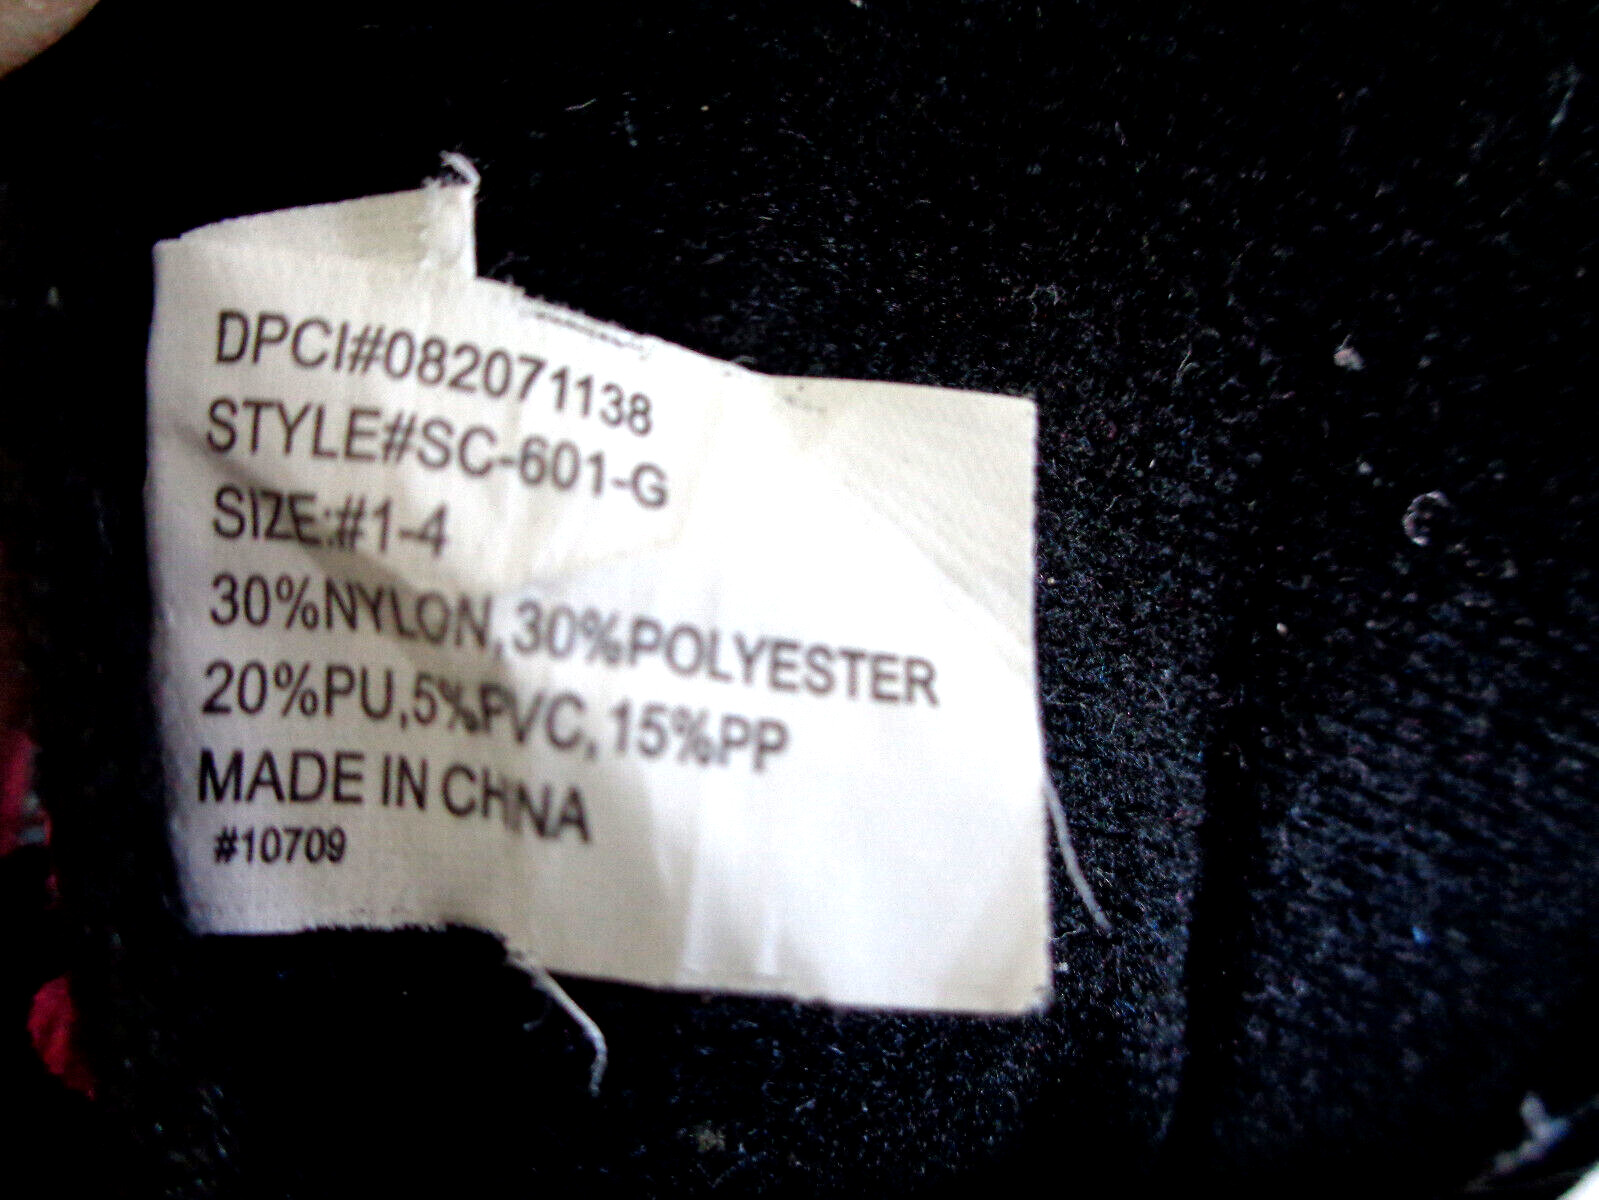 DPCI#082071138
STYLE#SC-601-G
SIZE:#1-4
30%NYLON, 30%POLYESTER
20%PU,5%PVC, 15%PP
MADE IN CHINA
#10709